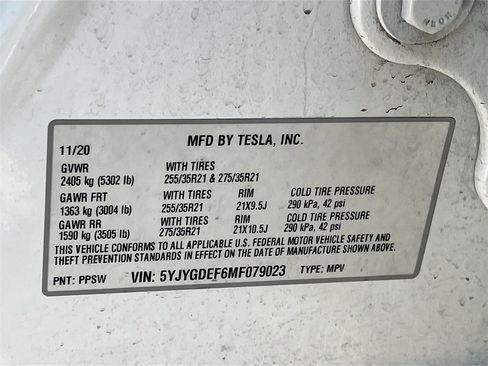 MFD BY TESLA, INC.
11/20
GVWR WITH TIRES
2405 kg (5302 lb) 255/35R21 & 275/35R21
GAWR FRT WITH TIRES RIM COLD TIRE PRESSURE
1363 kg (3004 lb) 255/35R21 21X9.5J 290 kPa, 42 psi
GAWR RR WITH TIRES RIM COLD TIRE PRESSURE
1590 kg (3505 lb) 275/35R21 21X10.5J 290 kPa, 42 psi
THIS VEHICLE CONFORMS TO ALL APPLICABLE U.S. FEDERAL MOTOR VEHICLE SAFETY AND
THEFT PREVENTION STANDARDS IN EFFECT ON THE DATE OF MANUFACTURE SHOWN ABOVE.
PNT: PPSW VIN: 5YJYGDEF6MF079023 TYPE: MPV